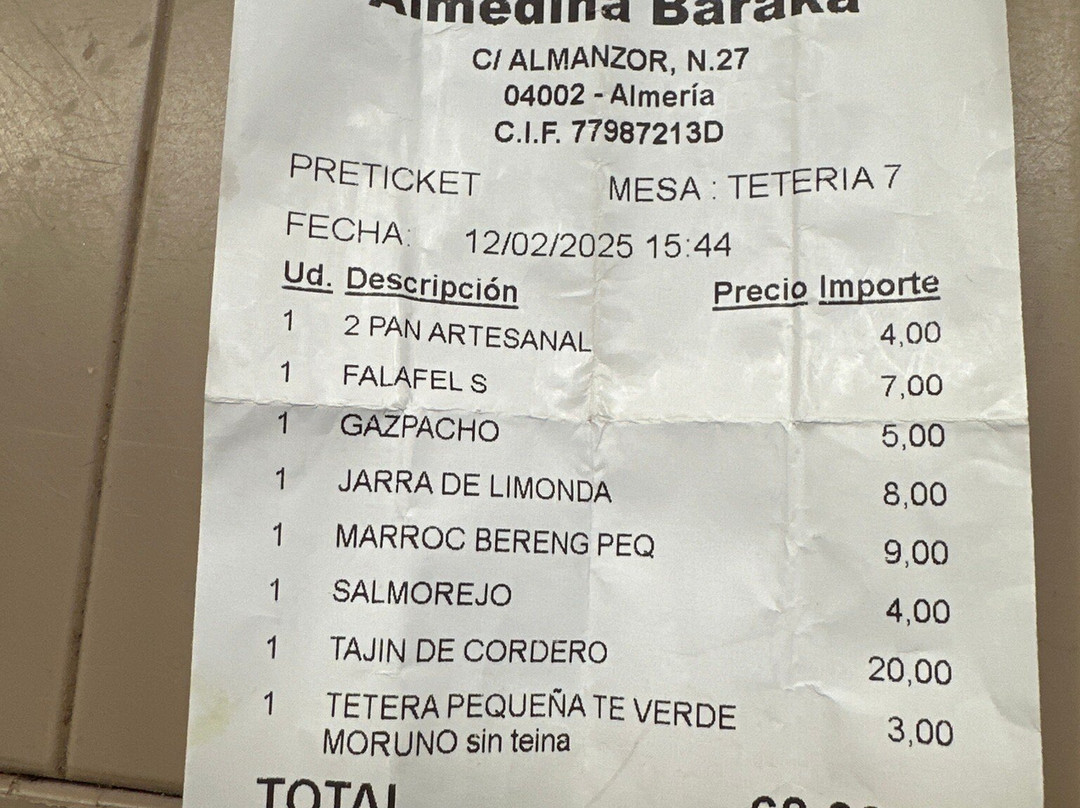 Almedina Baraka
C/ ALMANZOR, N.27
04002 - Almería
C.I.F. 77987213D
PRETICKET MESA : TETERIA 7
FECHA: 12/02/2025 15:44
Ud. Descripción Precio Importe
1 2 PAN ARTESANAL 4,00
1 FALAFEL S 7,00
1 GAZPACHO 5,00
1 JARRA DE LIMONDA 8,00
1 MARROC BERENG PEQ 9,00
1 SALMOREJO 4,00
1 TAJIN DE CORDERO 20,00
1 TETERA PEQUEÑA TE VERDE 3,00
MORUNO sin teina
TOTAL